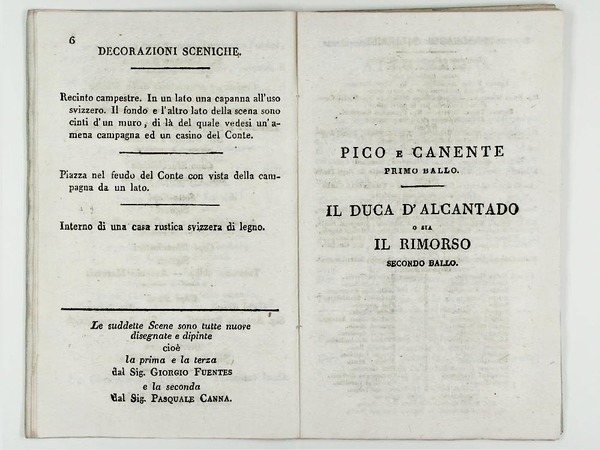 6
DECORAZIONI SCENICHE.
Recinto campestre. In un lato una capanna all'uso
svizzero. Il fondo e l'altro lato della scena sono
cinti d'un muro, di là del quale vedesi un'a-
mena campagna ed un casino del Conte.
Piazza nel feudo del Conte con vista della cam-
pagna da un lato.
Interno di una casa rustica svizzera di legno.
Le suddette Scene sono tutte nuove
disegnate e dipinte
cioè
la prima e la terza
dal Sig. GIORGIO FUENTES
e la seconda
dal Sig. PASQUALE CANNA.
PICO E CANENTE
PRIMO BALLO.
IL DUCA D'ALCANTADO
O SIA
IL RIMORSO
SECONDO BALLO.